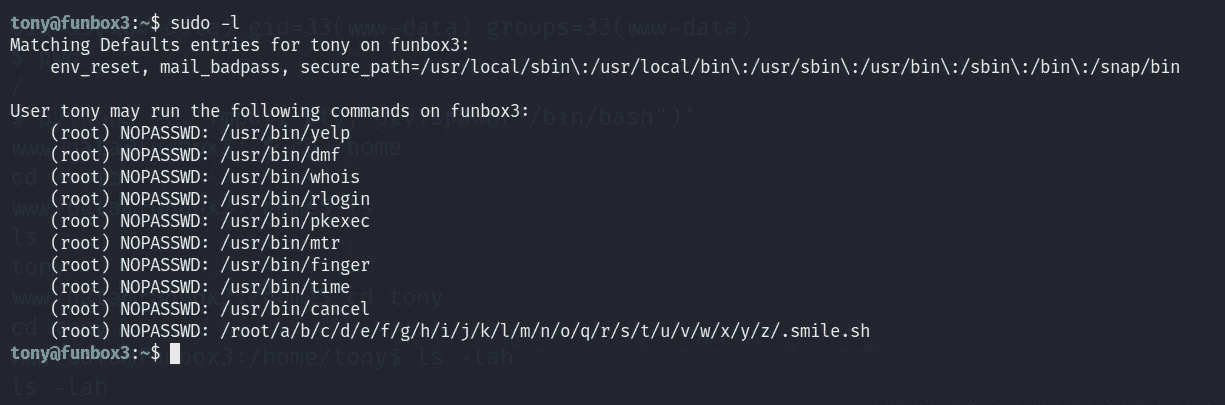 tony@funbox3:~$ sudo -l
Matching Defaults entries for tony on funbox3:
    env_reset, mail_badpass, secure_path=/usr/local/sbin\:/usr/local/bin\:/usr/sbin\:/usr/bin\:/sbin\:/bin\:/snap/bin

User tony may run the following commands on funbox3:
    (root) NOPASSWD: /usr/bin/yelp
    (root) NOPASSWD: /usr/bin/dmf
    (root) NOPASSWD: /usr/bin/whois
    (root) NOPASSWD: /usr/bin/rlogin
    (root) NOPASSWD: /usr/bin/pkexec
    (root) NOPASSWD: /usr/bin/mtr
    (root) NOPASSWD: /usr/bin/finger
    (root) NOPASSWD: /usr/bin/time
    (root) NOPASSWD: /usr/bin/cancel
    (root) NOPASSWD: /root/a/b/c/d/e/f/g/h/i/j/k/l/m/n/o/q/r/s/t/u/v/w/x/y/z/.smile.sh
tony@funbox3:~$
ls -lah